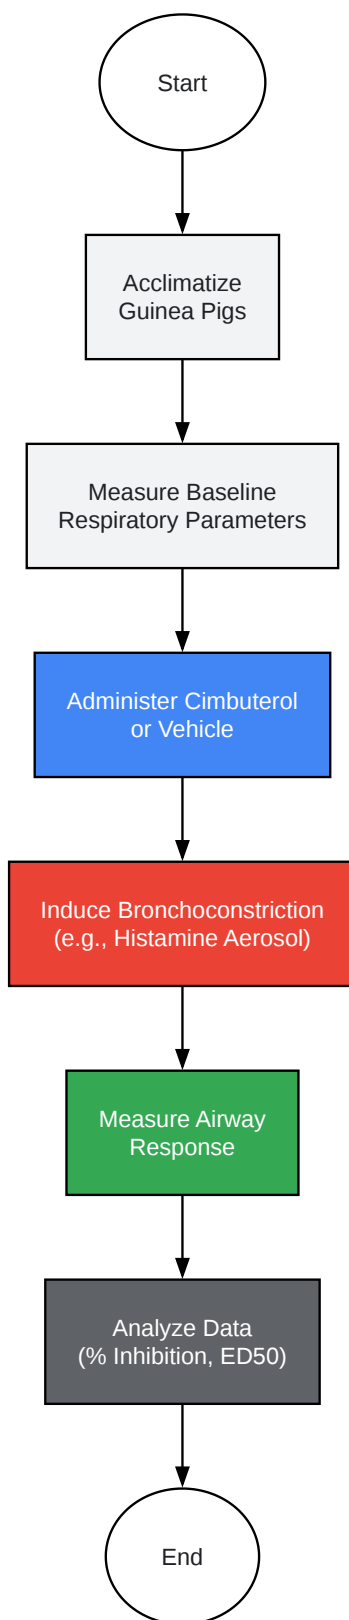 Start
Acclimatize
Guinea Pigs
Measure Baseline
Respiratory Parameters
Administer Cimbuterol
or Vehicle
Induce Bronchoconstriction
(e.g., Histamine Aerosol)
Measure Airway
Response
Analyze Data
(% Inhibition, ED50)
End